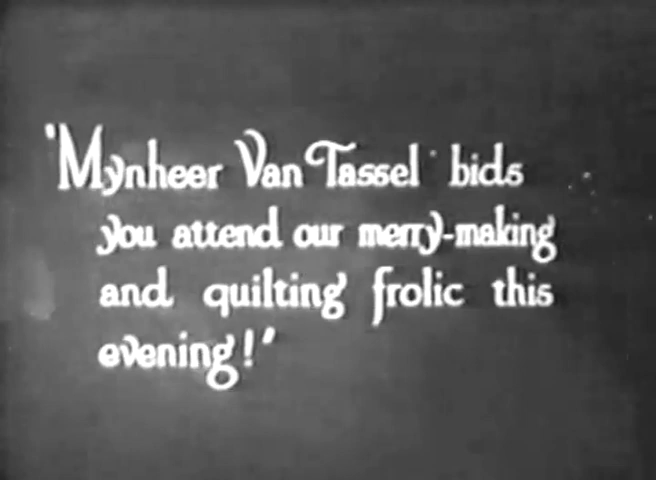 "Mynheer Van Tassel bids
you attend our merry-making
and quilting frolic this
evening!"